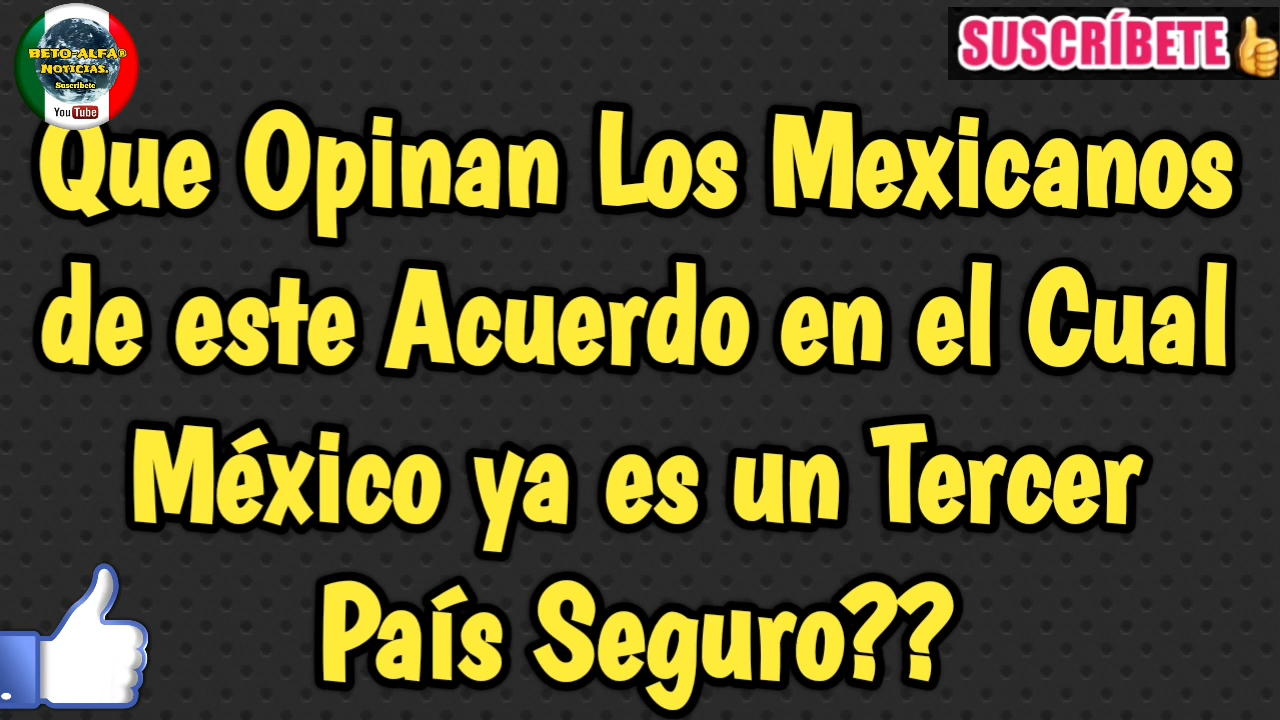 BETO-ALFA®
NOTICIAS.
Suscribete
YouTube
SUSCRÍBETE
Que Opinan Los Mexicanos
de este Acuerdo en el Cual
México ya es un Tercer
País Seguro??